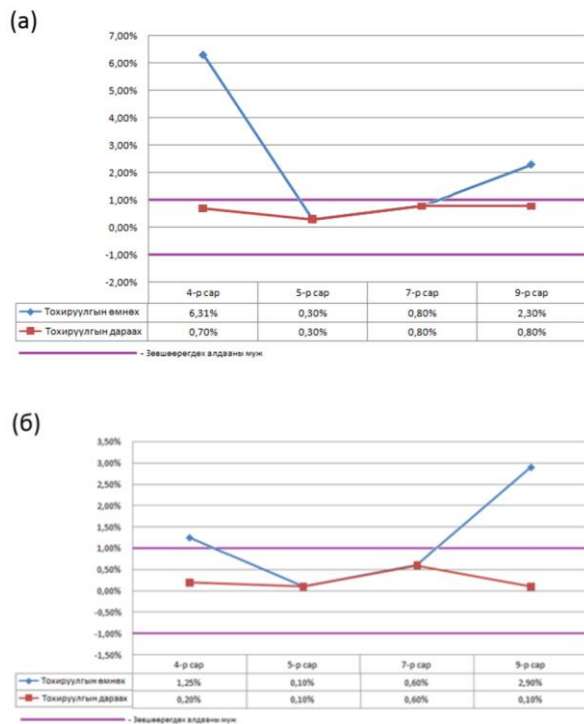 (а)
7,00%
6,00%
5,00%
4,00%
3,00%
2,00%
1,00%
0,00%
-1,00%
-2,00%
4-р сар 5-р сар 7-р сар 9-р сар
Тохируулгын өмнөх 6,31% 0,30% 0,80% 2,30%
Тохируулгын дараах 0,70% 0,30% 0,80% 0,80%
- Зөвшөөрөгдөх алдааны муж
(б)
3,50%
3,00%
2,50%
2,00%
1,50%
1,00%
0,50%
0,00%
-0,50%
-1,00%
-1,50%
4-р сар 5-р сар 7-р сар 9-р сар
Тохируулгын өмнөх 1,25% 0,10% 0,60% 2,90%
Тохируулгын дараах 0,20% 0,10% 0,60% 0,10%
- Зөвшөөрөгдөх алдааны муж